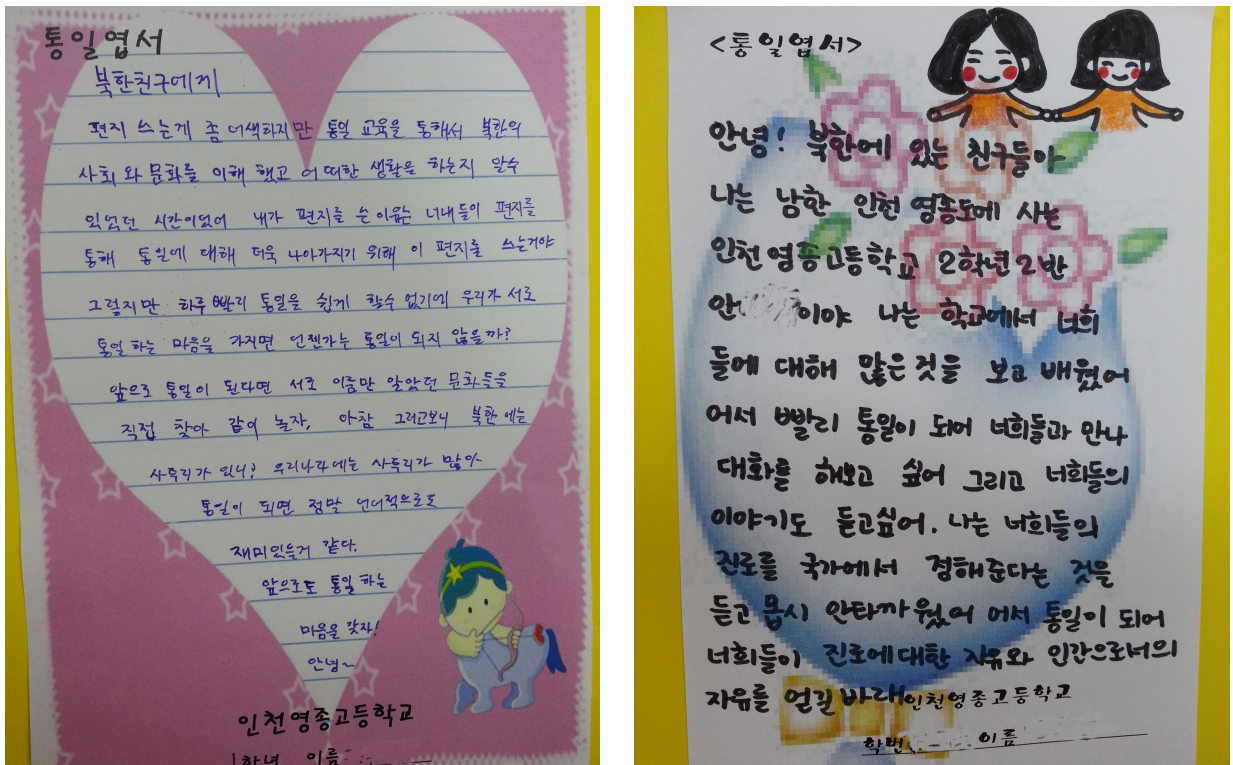 통일엽서
북한친구에게
편지 쓰는게 좀 너색하지만 통일 교육을 통해서 북한의
사회 와 문화를 이해 했고 어떠한 생활을 하는지 알수
있었던 시간이었어 내가 편지를 쓴 이유는 너네들이 편지를
통해 통일에 대해 더욱 나아가지기 위해 이 편지를 쓰는거야
그렇지만 하루 빨리 통일을 쉽게 할수 없기에 우리가 서로
통일 하는 마음을 가지면 언젠가는 통일이 되지 않을까?
앞으로 통일이 된다면 서로 이름만 알았던 문화들을
직접 찾아 같이 놀자, 아참 그러고보니 북한에는
사투리가 있니? 우리나라에는 사투리가 많아
통일이 되면 정말 언어적으로도
재미있을거 같다.
앞으로도 통일 하는
마음을 갖자!
안녕~
인천영종고등학교
1학년 이름
<통일엽서>
안녕! 북한에 있는 친구들아
나는 남한 인천 영종도에 사는
인천영종고등학교 2학년2반
안 이야 나는 학교에서 너희
들에 대해 많은것을 보고 배웠어
어서 빨리 통일이 되어 너희들과 만나
대화를 해보고 싶어 그리고 너희들의
이야기도 듣고싶어. 나는 너희들의
진로를 국가에서 정해준다는 것을
듣고 몹시 안타까웠어 어서 통일이 되어
너희들이 진로에대한 자유와 인간으로너의
자유를 얻길 바래
인천영종고등학교
학번 이름